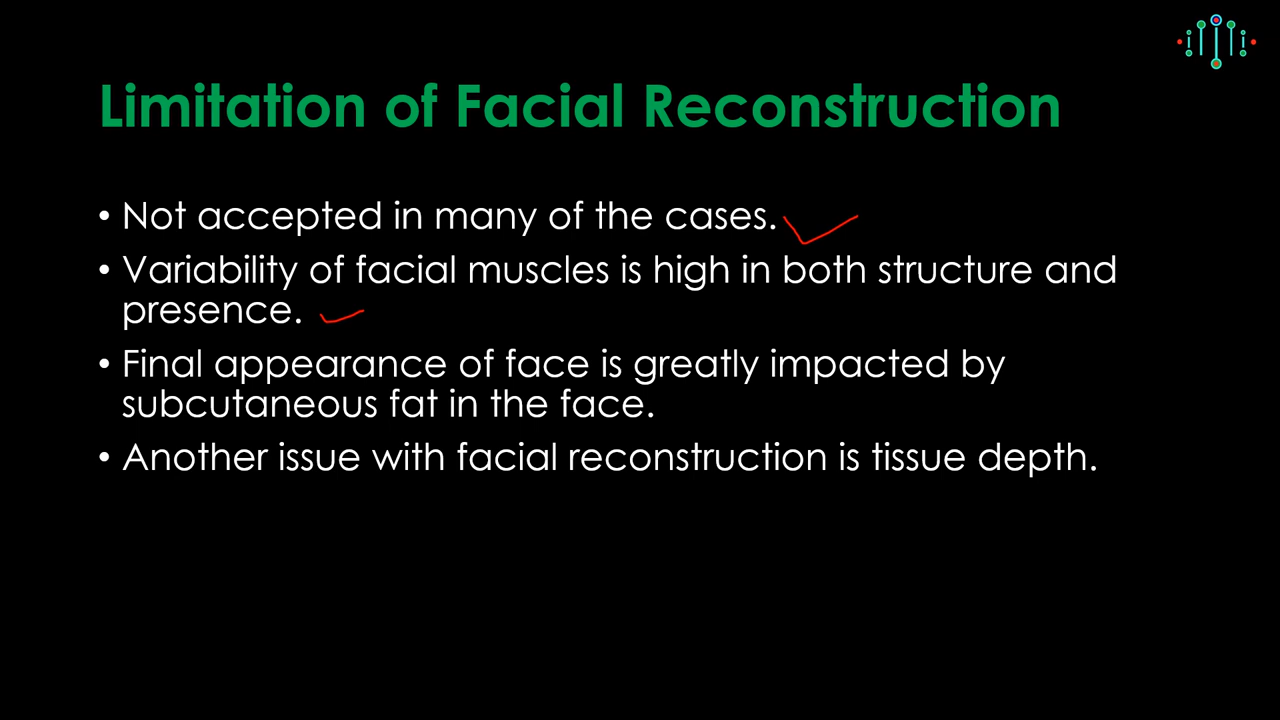 Limitation of Facial Reconstruction
• Not accepted in many of the cases.
• Variability of facial muscles is high in both structure and
presence.
• Final appearance of face is greatly impacted by
subcutaneous fat in the face.
• Another issue with facial reconstruction is tissue depth.